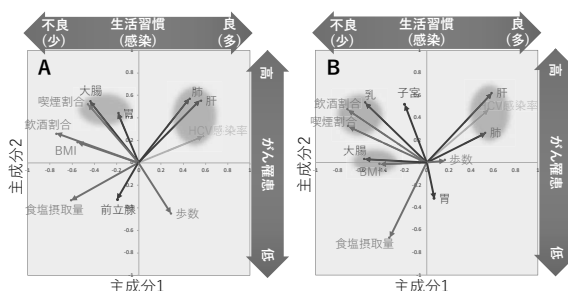 不良
(少)
生活習慣
(感染)
良
(多)
不良
(少)
生活習慣
(感染)
良
(多)
A
大腸
喫煙割合
胃
肺
肝
飲酒割合
HCV感染率
BMI
食塩摂取量
前立腺
歩数
主成分2
主成分1
高
がん罹患
低
B
乳
子宮
肝
飲酒割合
HCV感染率
喫煙割合
肺
大腸
BMI
歩数
胃
食塩摂取量
主成分2
主成分1
高
がん罹患
低